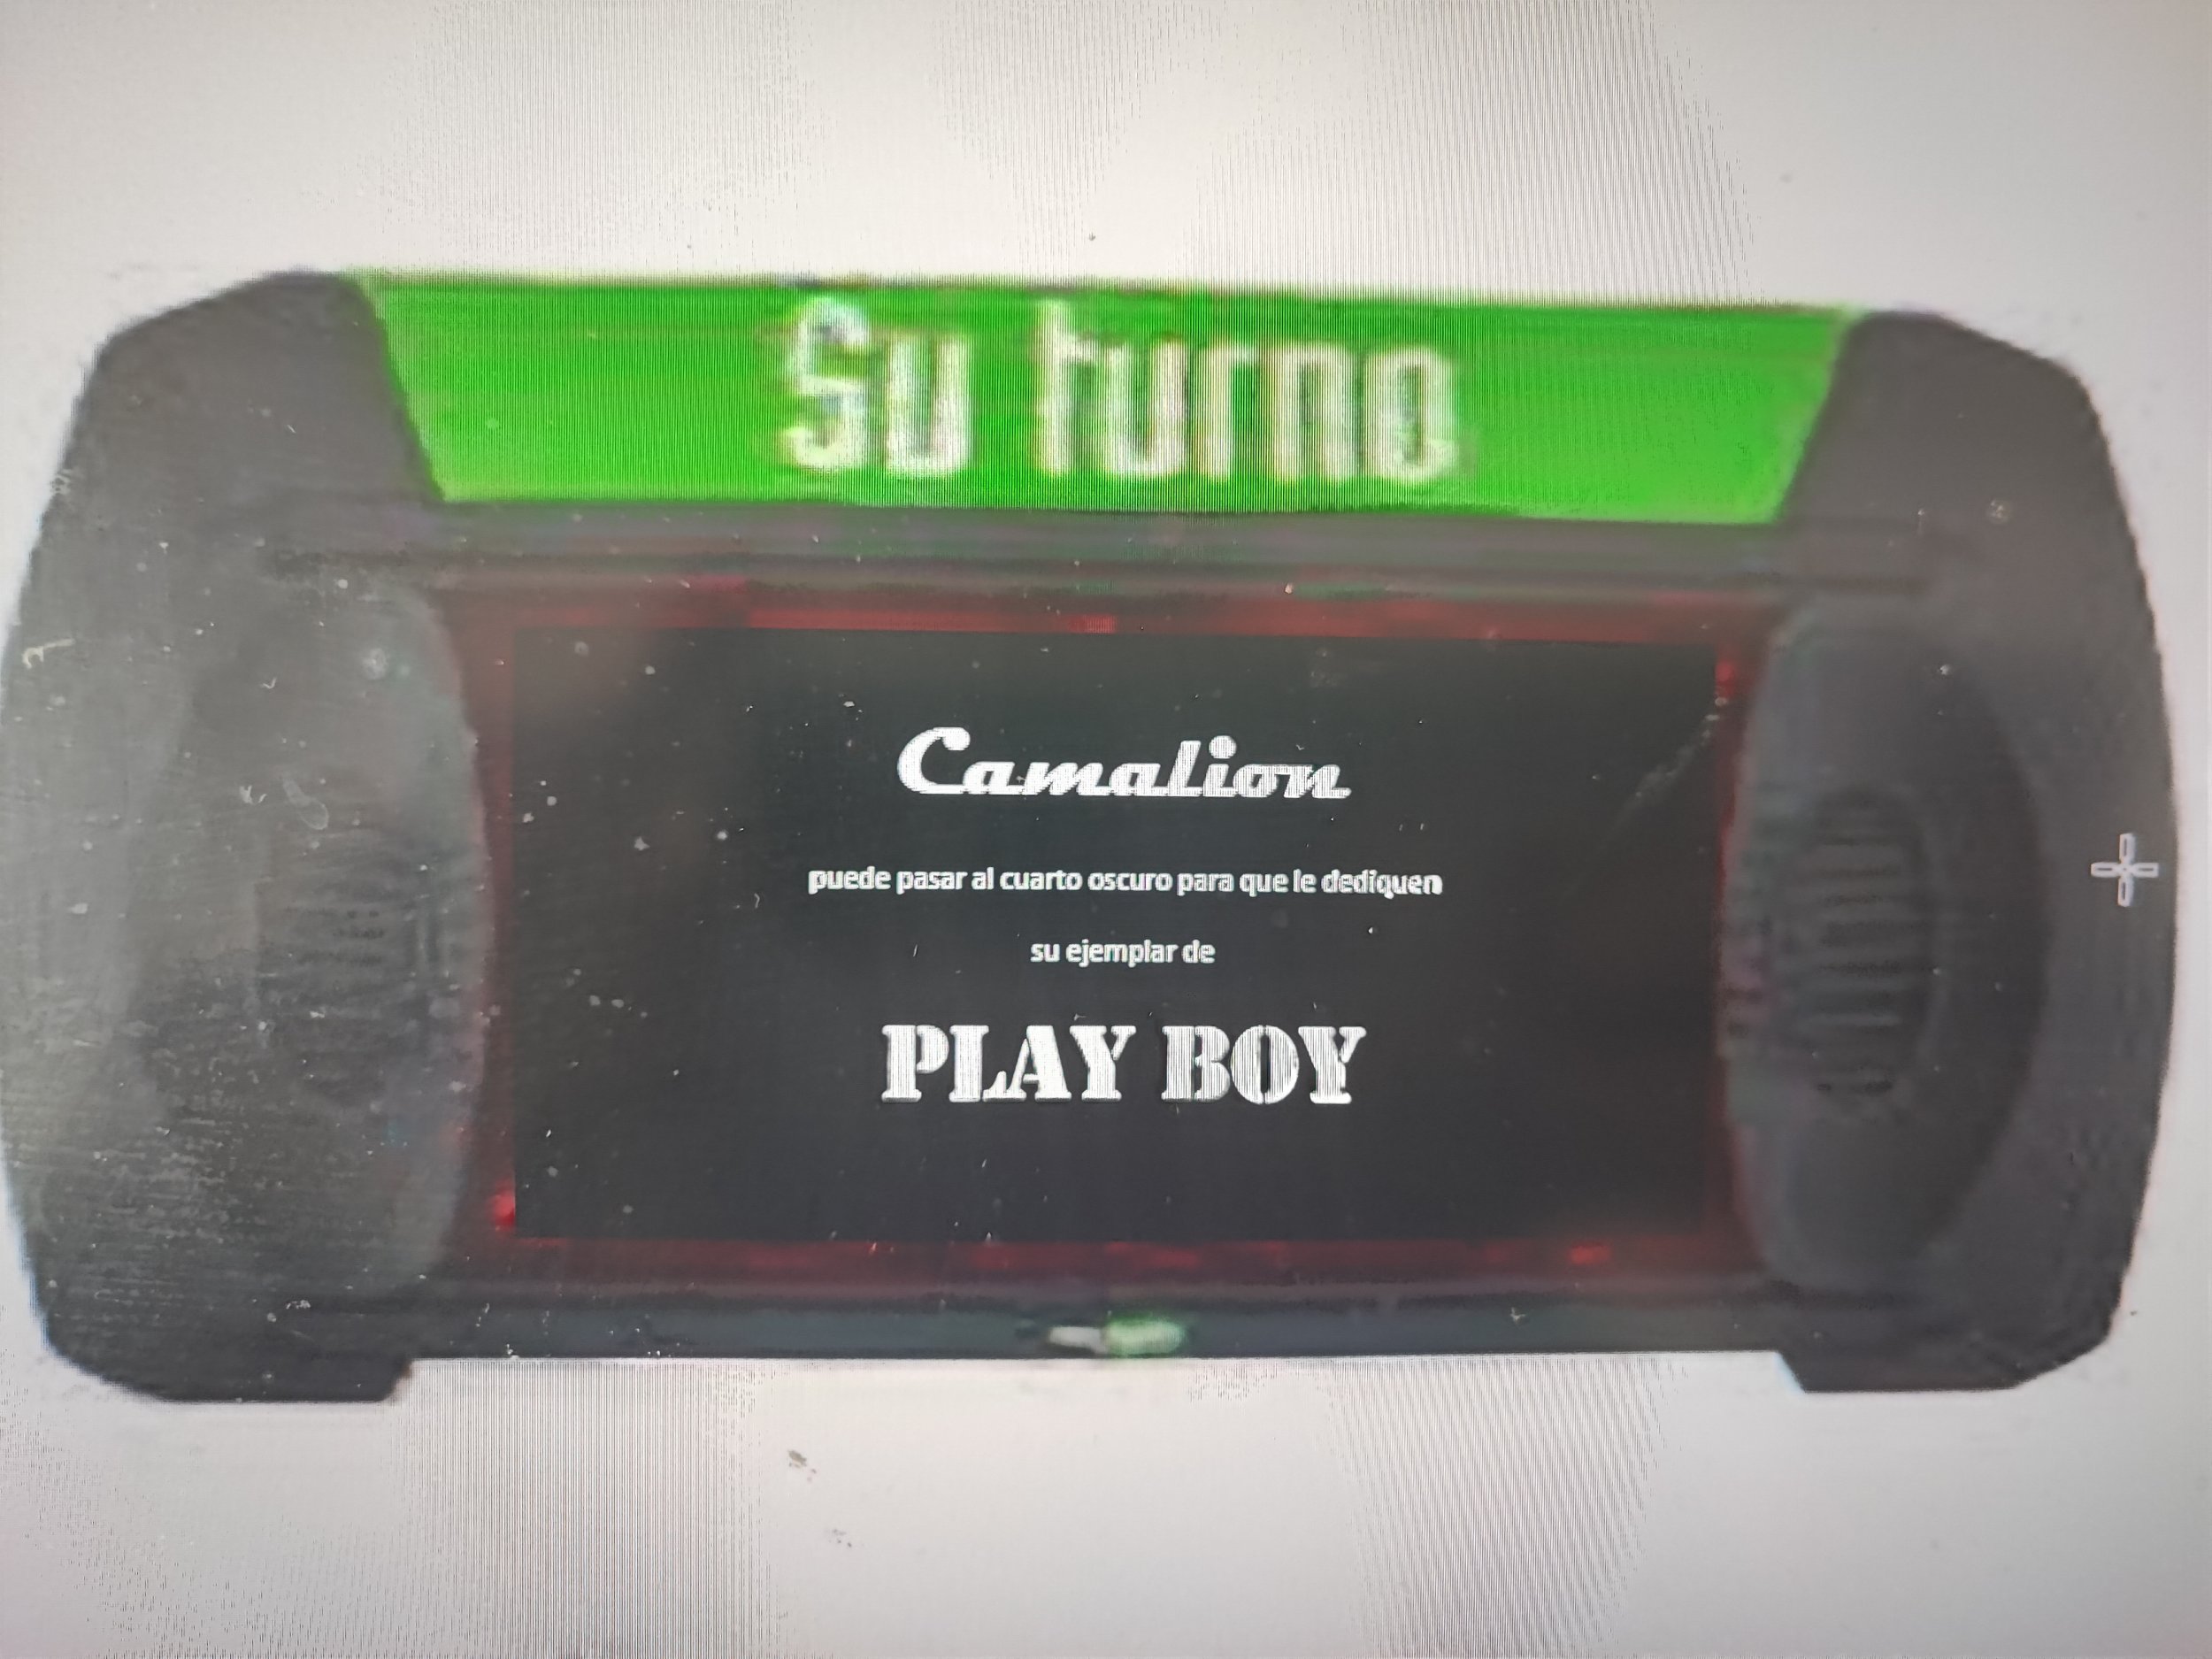 Su turno
Camalion
puede pasar al cuarto oscuro para que le dediquen
su ejemplar de
PLAY BOY